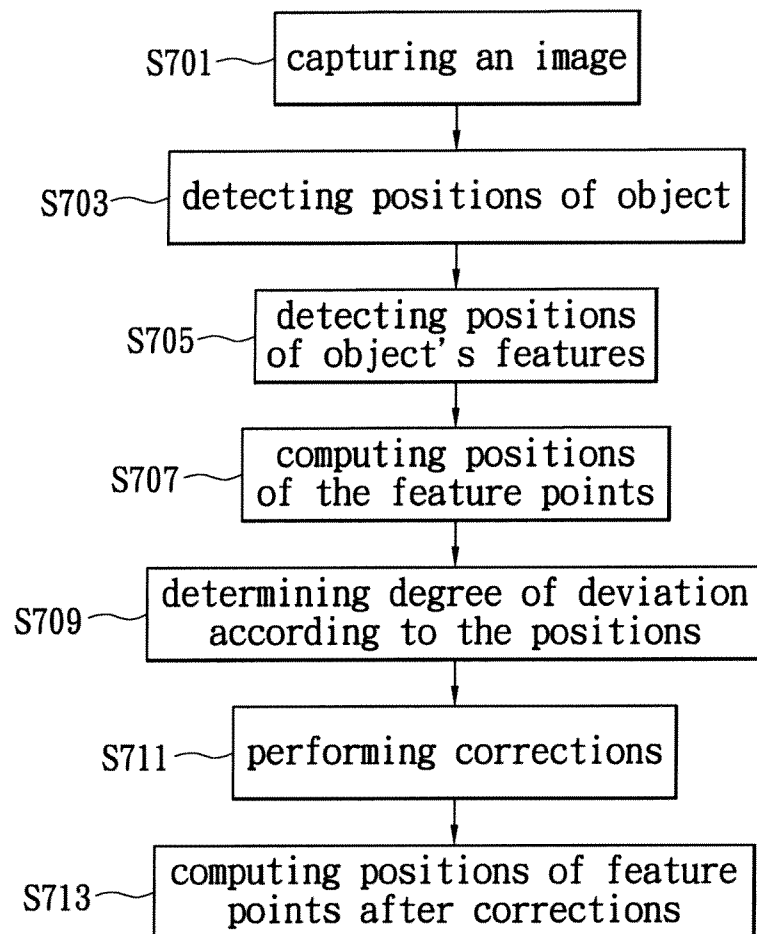 S701
capturing an image
S703
detecting positions of object
S705
detecting positions
of object's features
S707
computing positions
of the feature points
S709
determining degree of deviation
according to the positions
S711
performing corrections
S713
computing positions of feature
points after corrections